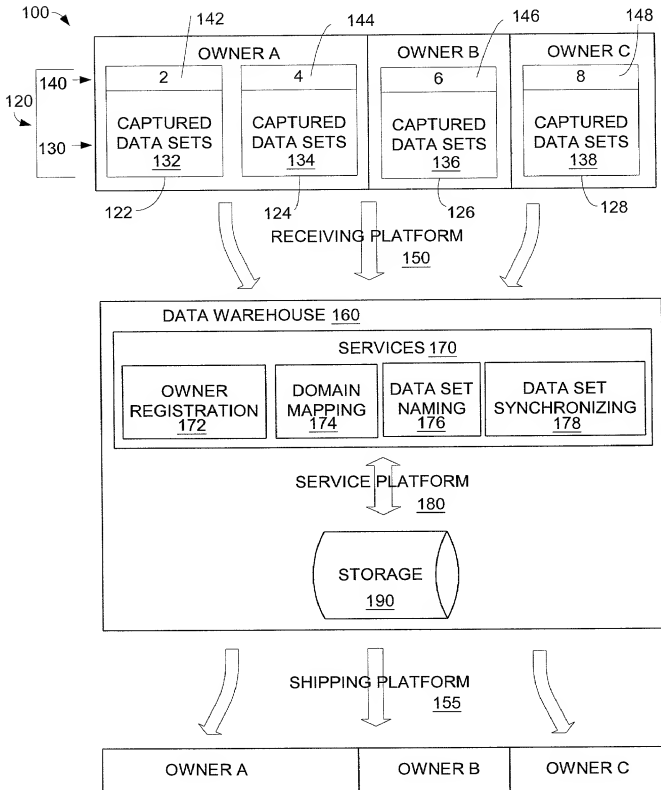 100
142
144
146
148
OWNER A
OWNER B
OWNER C
120
140
2
4
6
8
130
CAPTURED
DATA SETS
132
CAPTURED
DATA SETS
134
CAPTURED
DATA SETS
136
CAPTURED
DATA SETS
138
122
124
126
128
RECEIVING PLATFORM
150
DATA WAREHOUSE 160
SERVICES 170
OWNER
REGISTRATION
172
DOMAIN
MAPPING
174
DATA SET
NAMING
176
DATA SET
SYNCHRONIZING
178
SERVICE PLATFORM
180
STORAGE
190
SHIPPING PLATFORM
155
OWNER A
OWNER B
OWNER C